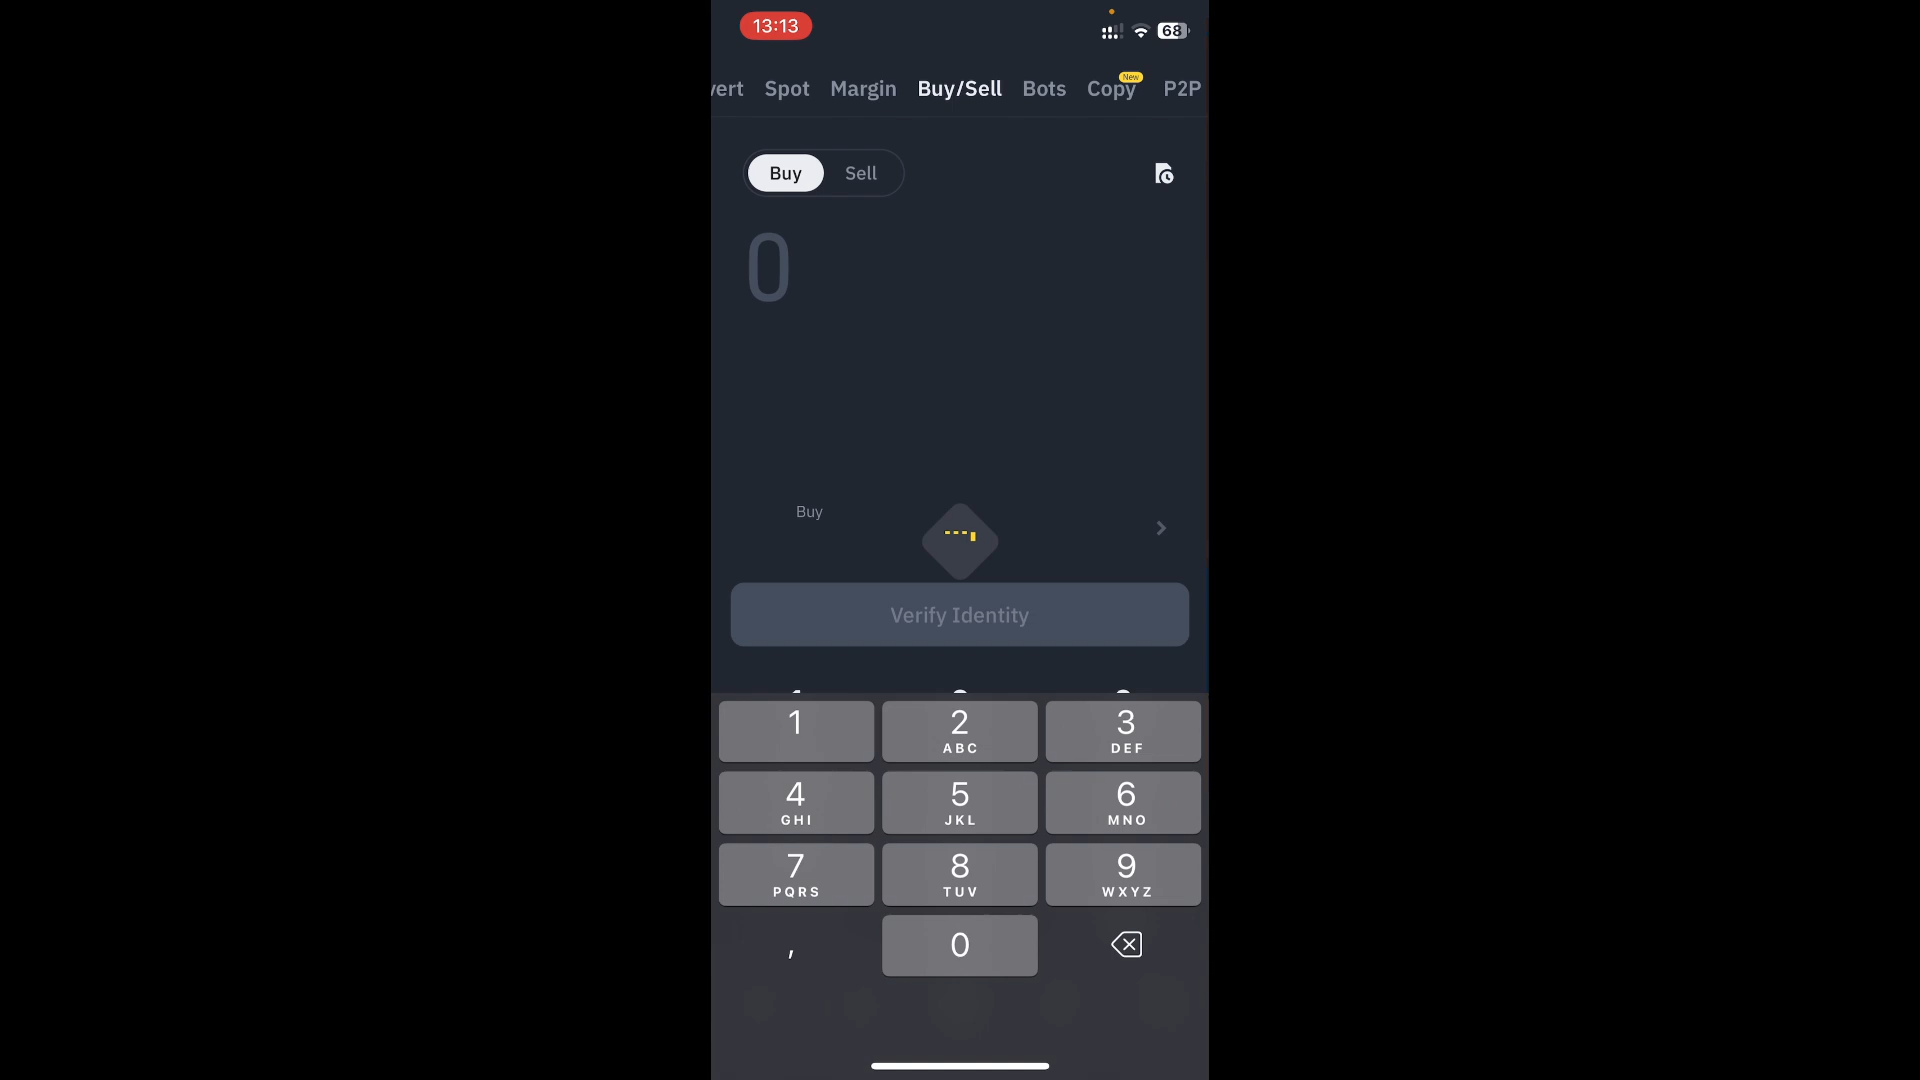 13:13
68
vert Spot Margin Buy/Sell Bots Copy New P2P
Buy Sell
0
Buy
Verify Identity
1 2 3
ABC DEF
4 5 6
GHI JKL MNO
7 8 9
PQRS TUV WXYZ
, 0